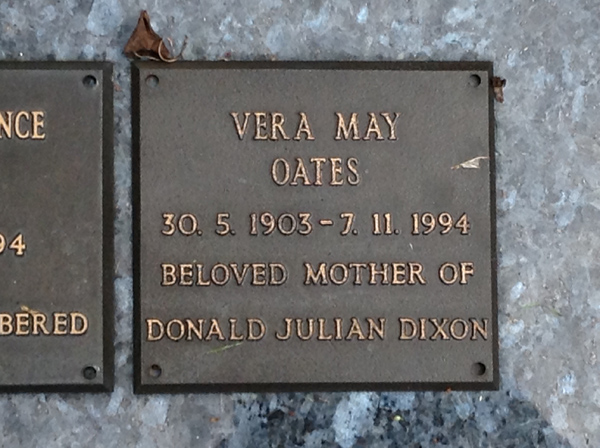 VERA MAY
OATES
30. 5. 1903 - 7. 11. 1994
BELOVED MOTHER OF
DONALD JULIAN DIXON
NCE
94
BERED